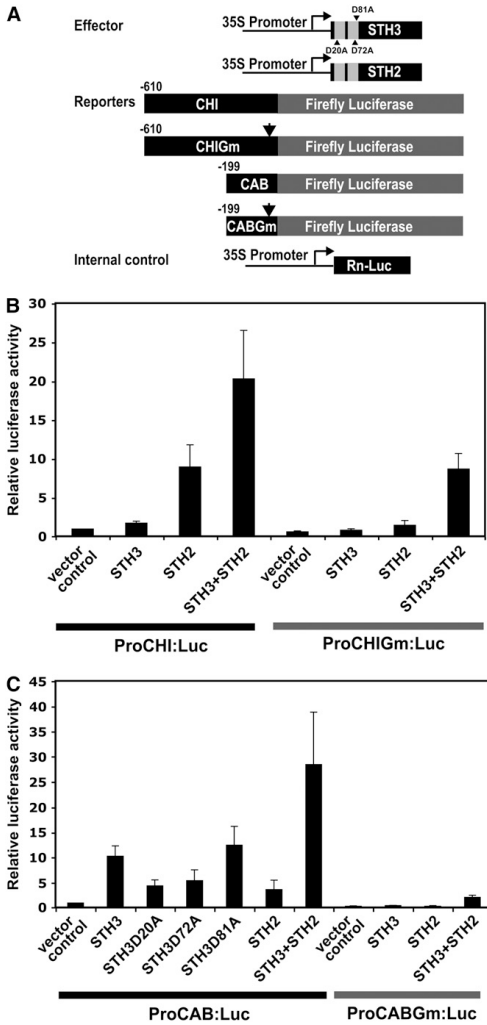 A
Effector
35S Promoter
D81A
STH3
D20A D72A
35S Promoter
STH2
Reporters
-610
CHI Firefly Luciferase
-610
CHIGm Firefly Luciferase
-199
CAB Firefly Luciferase
-199
CABGm Firefly Luciferase
Internal control
35S Promoter
Rn-Luc
B
Relative luciferase activity
30
25
20
15
10
5
0
vector control
STH3
STH2
STH3+STH2
vector control
STH3
STH2
STH3+STH2
ProCHI:Luc
ProCHIGm:Luc
C
Relative luciferase activity
45
40
35
30
25
20
15
10
5
0
vector control
STH3
STH3D20A
STH3D72A
STH3D81A
STH2
STH3+STH2
vector control
STH3
STH2
STH3+STH2
ProCAB:Luc
ProCABGm:Luc